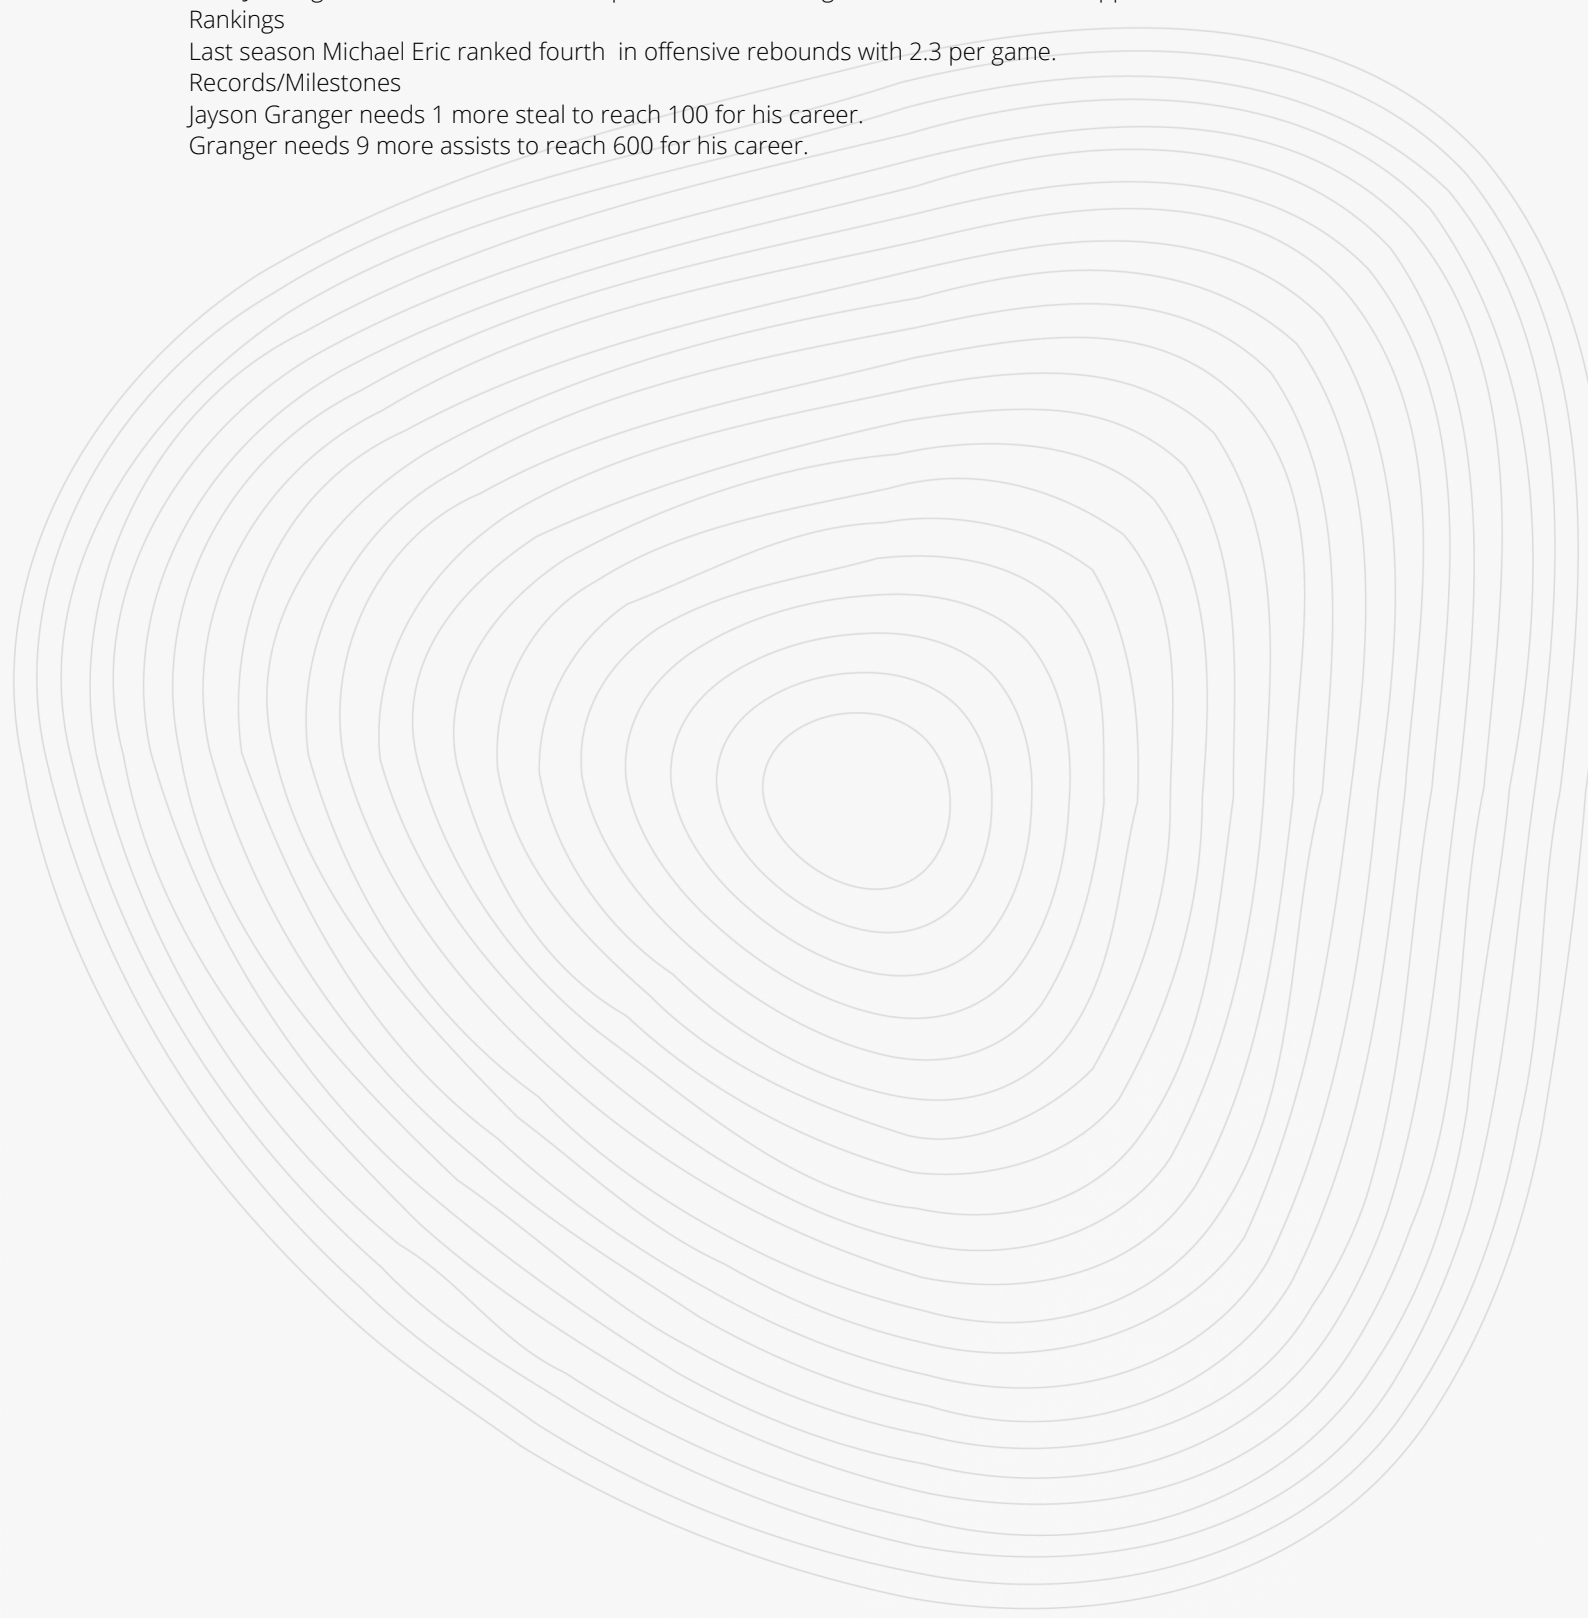 Rankings
Last season Michael Eric ranked fourth  in offensive rebounds with 2.3 per game.
Records/Milestones
Jayson Granger needs 1 more steal to reach 100 for his career.
Granger needs 9 more assists to reach 600 for his career.